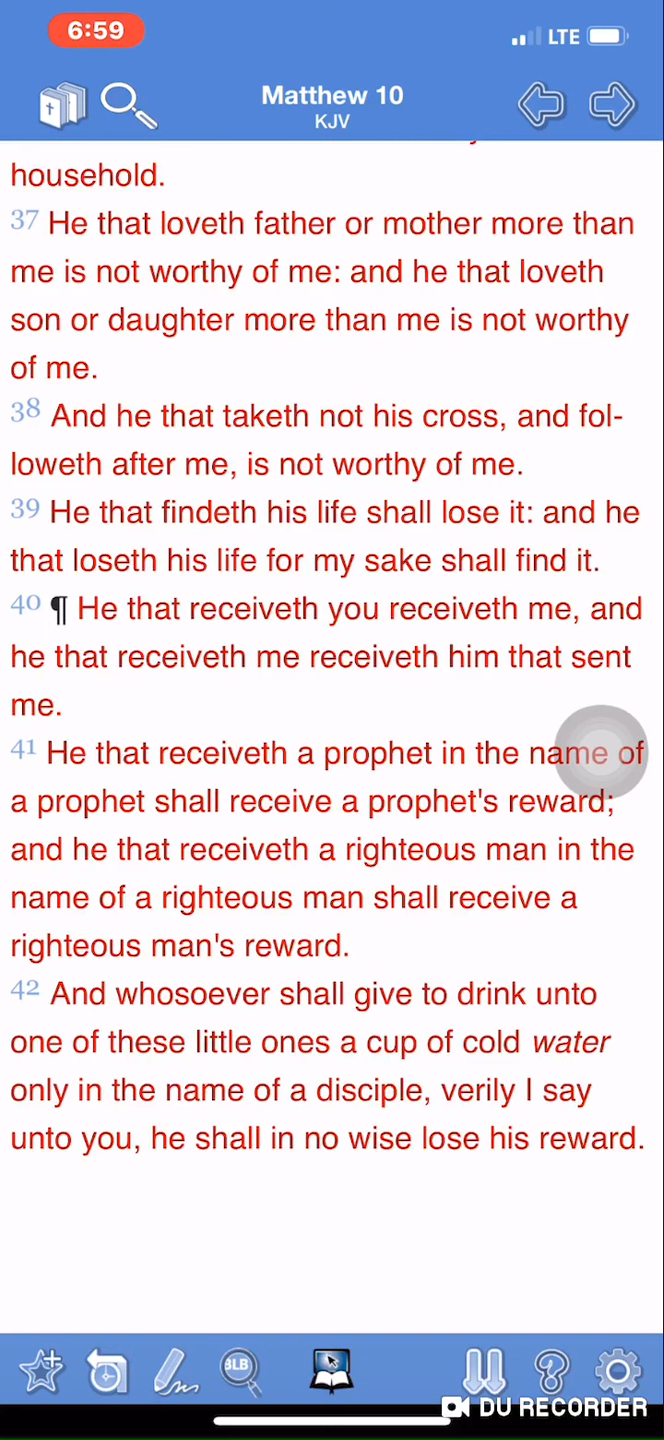 6:59
LTE
Matthew 10
KJV
household.
37 He that loveth father or mother more than
me is not worthy of me: and he that loveth
son or daughter more than me is not worthy
of me.
38 And he that taketh not his cross, and fol-
loweth after me, is not worthy of me.
39 He that findeth his life shall lose it: and he
that loseth his life for my sake shall find it.
40 ¶ He that receiveth you receiveth me, and
he that receiveth me receiveth him that sent
me.
41 He that receiveth a prophet in the name of
a prophet shall receive a prophet's reward;
and he that receiveth a righteous man in the
name of a righteous man shall receive a
righteous man's reward.
42 And whosoever shall give to drink unto
one of these little ones a cup of cold water
only in the name of a disciple, verily I say
unto you, he shall in no wise lose his reward.
BLB
DU RECORDER